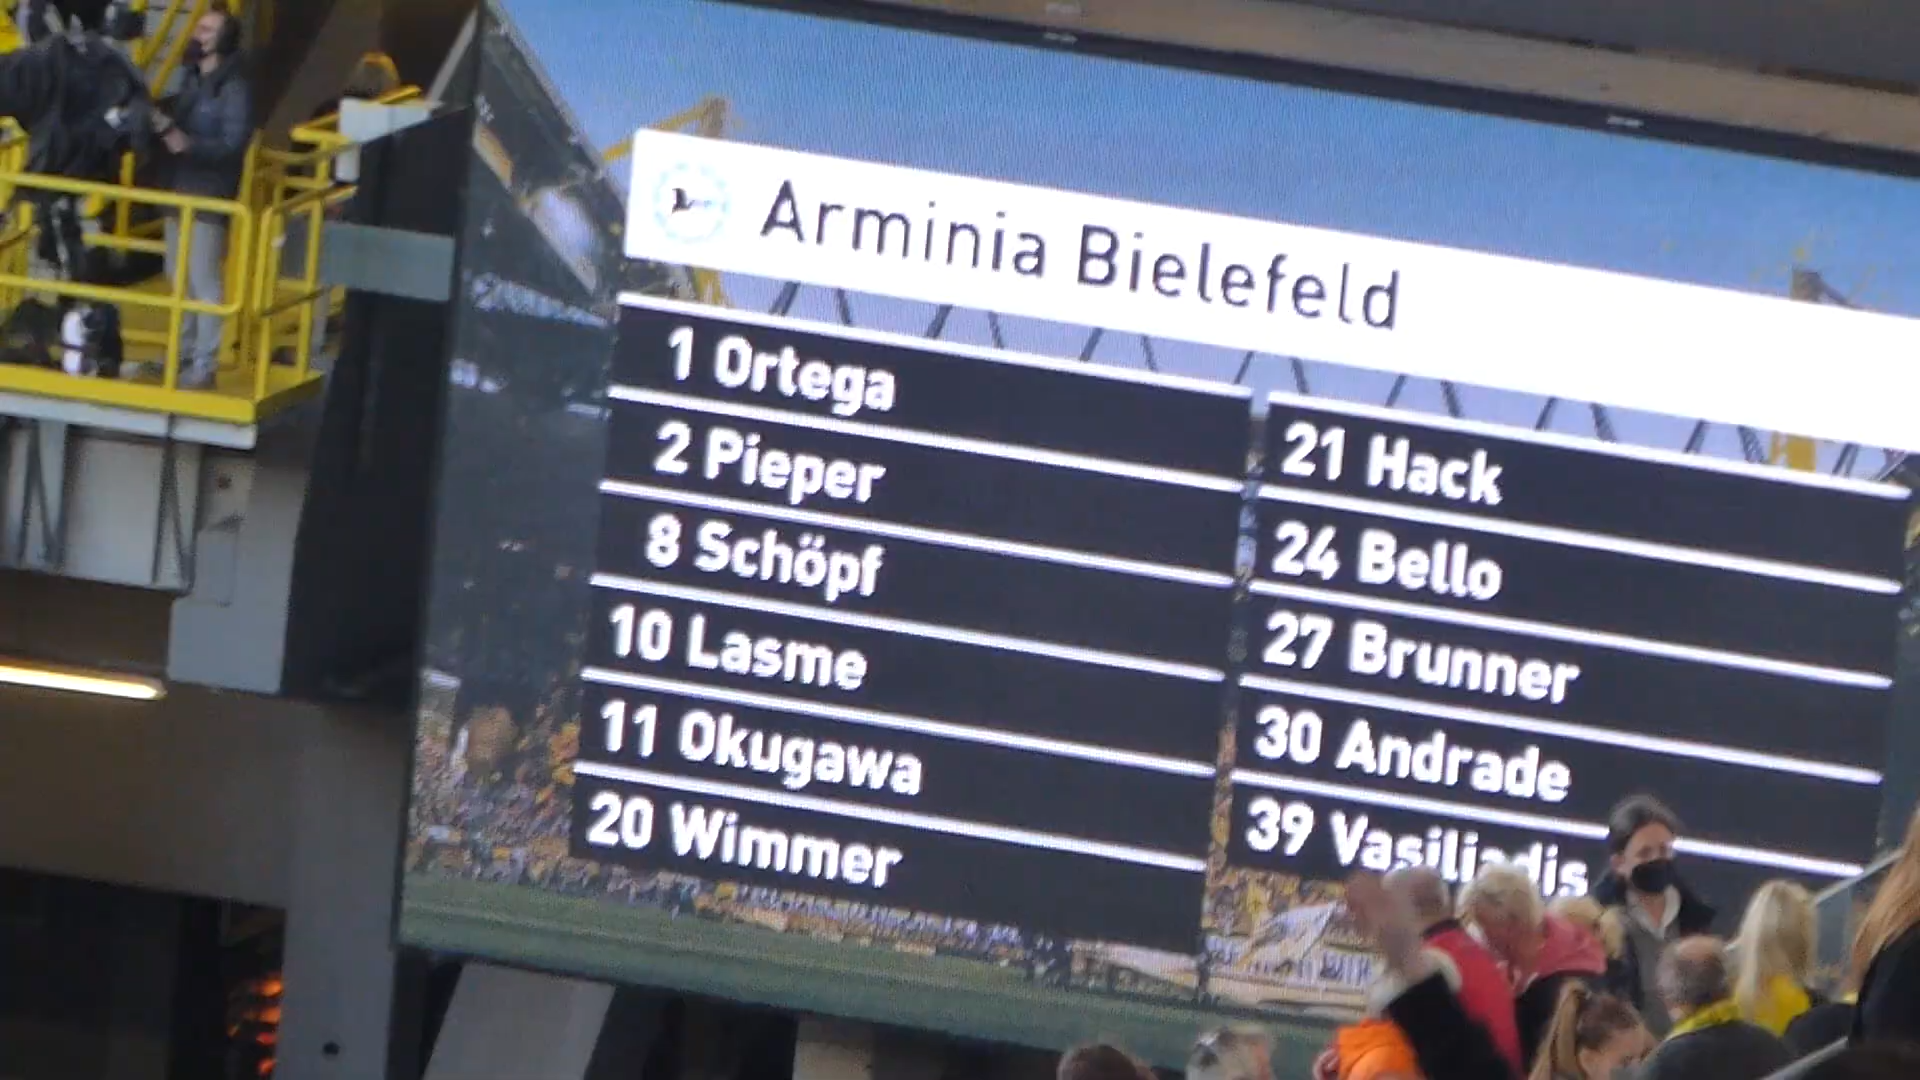 Arminia Bielefeld
1 Ortega
2 Pieper
8 Schöpf
10 Lasme
11 Okugawa
20 Wimmer
21 Hack
24 Bello
27 Brunner
30 Andrade
39 Vasiliadis